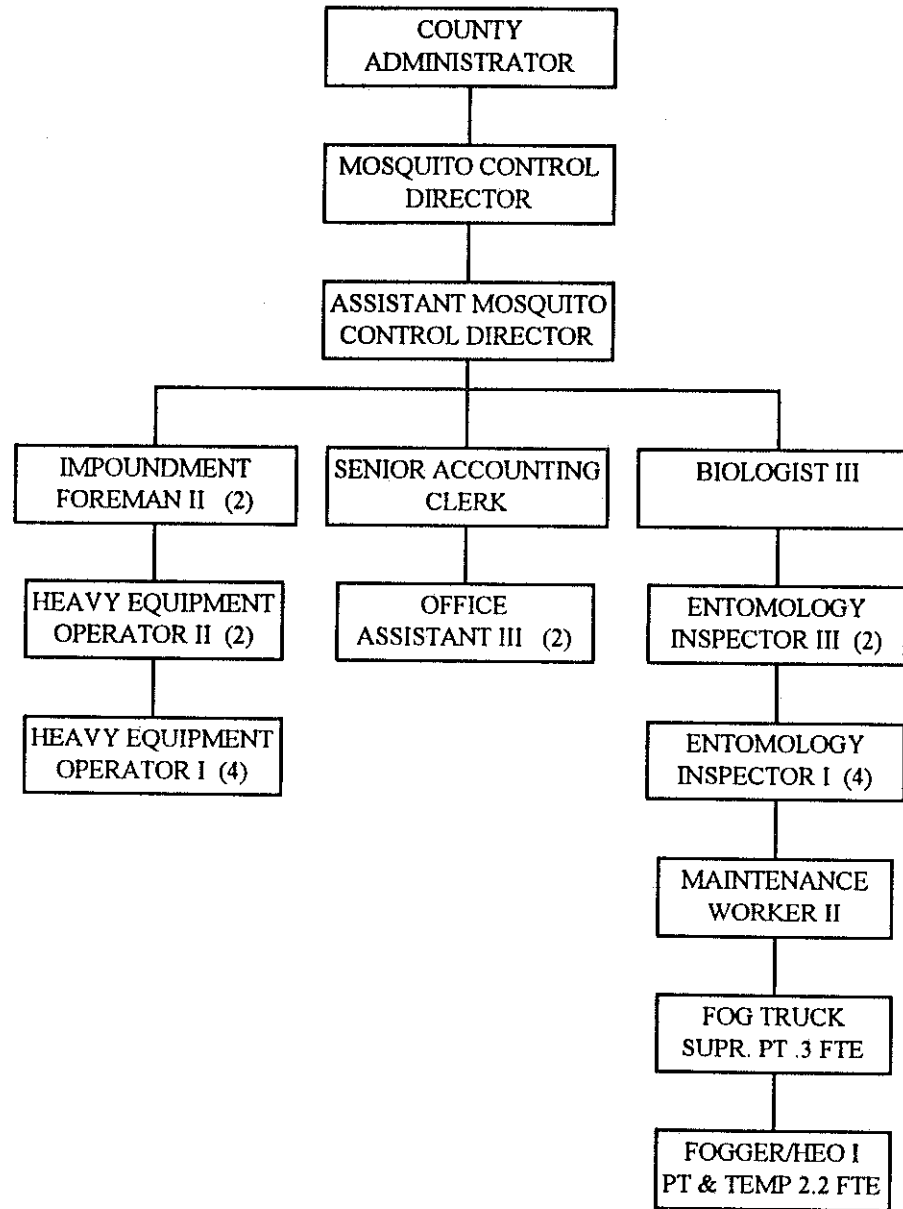 COUNTY
ADMINISTRATOR
MOSQUITO CONTROL
DIRECTOR
ASSISTANT MOSQUITO
CONTROL DIRECTOR
IMPOUNDMENT
FOREMAN II (2)
HEAVY EQUIPMENT
OPERATOR II (2)
HEAVY EQUIPMENT
OPERATOR I (4)
SENIOR ACCOUNTING
CLERK
OFFICE
ASSISTANT III (2)
BIOLOGIST III
ENTOMOLOGY
INSPECTOR III (2)
ENTOMOLOGY
INSPECTOR I (4)
MAINTENANCE
WORKER II
FOG TRUCK
SUPR. PT .3 FTE
FOGGER/HEO I
PT & TEMP 2.2 FTE